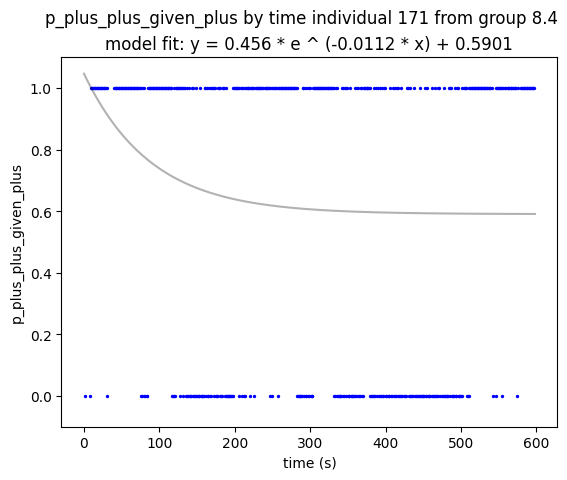 p_plus_plus_given_plus by time individual 171 from group 8.4
model fit: y = 0.456 * e ^ (-0.0112 * x) + 0.5901
1.0
0.8
0.6
0.4
0.2
0.0
p_plus_plus_given_plus
0 100 200 300 400 500 600
time (s)